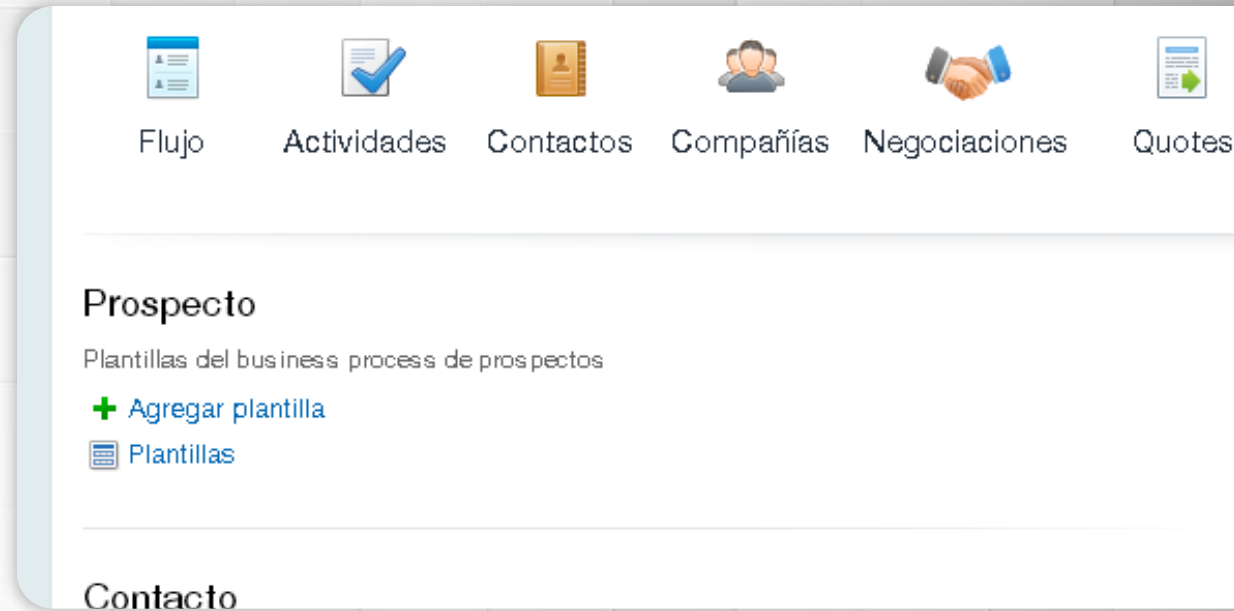 Flujo Actividades Contactos Compañías Negociaciones Quotes
Prospecto
Plantillas del business process de prospectos
Agregar plantilla
Plantillas
Contacto